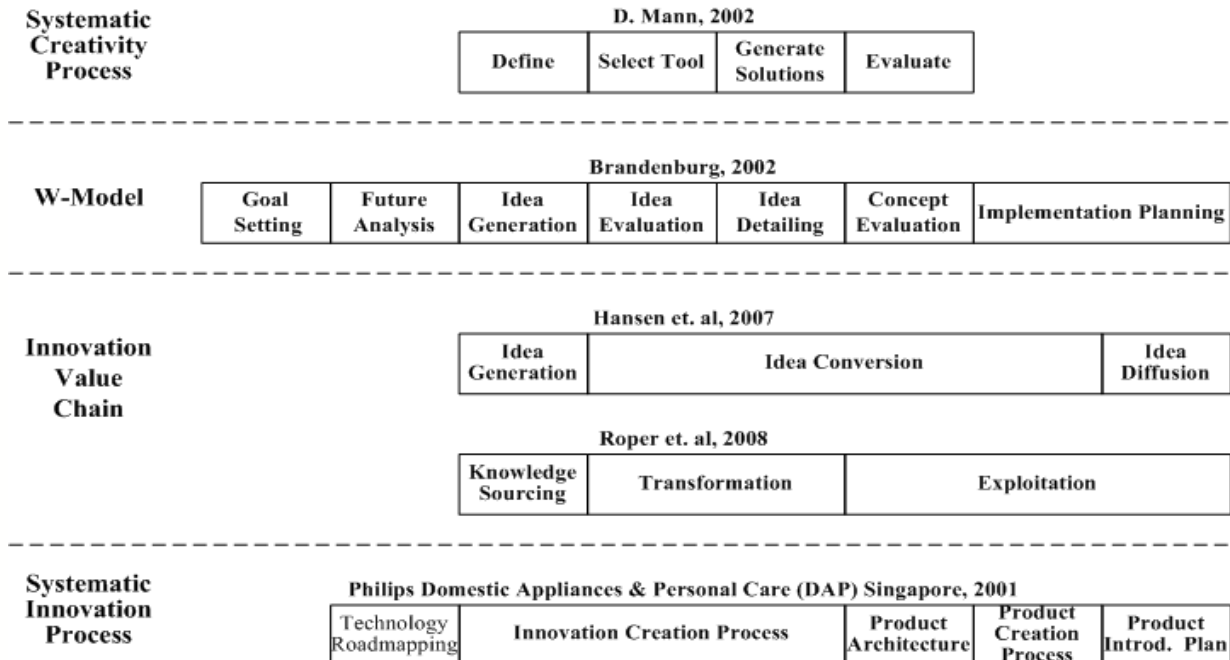 Systematic
Creativity
Process
D. Mann, 2002
Define
Select Tool
Generate
Solutions
Evaluate
W-Model
Brandenburg, 2002
Goal
Setting
Future
Analysis
Idea
Generation
Idea
Evaluation
Idea
Detailing
Concept
Evaluation
Implementation Planning
Innovation
Value
Chain
Hansen et. al, 2007
Idea
Generation
Idea Conversion
Idea
Diffusion
Roper et. al, 2008
Knowledge
Sourcing
Transformation
Exploitation
Systematic
Innovation
Process
Philips Domestic Appliances & Personal Care (DAP) Singapore, 2001
Technology
Roadmapping
Innovation Creation Process
Product
Architecture
Product
Creation
Process
Product
Introd. Plan